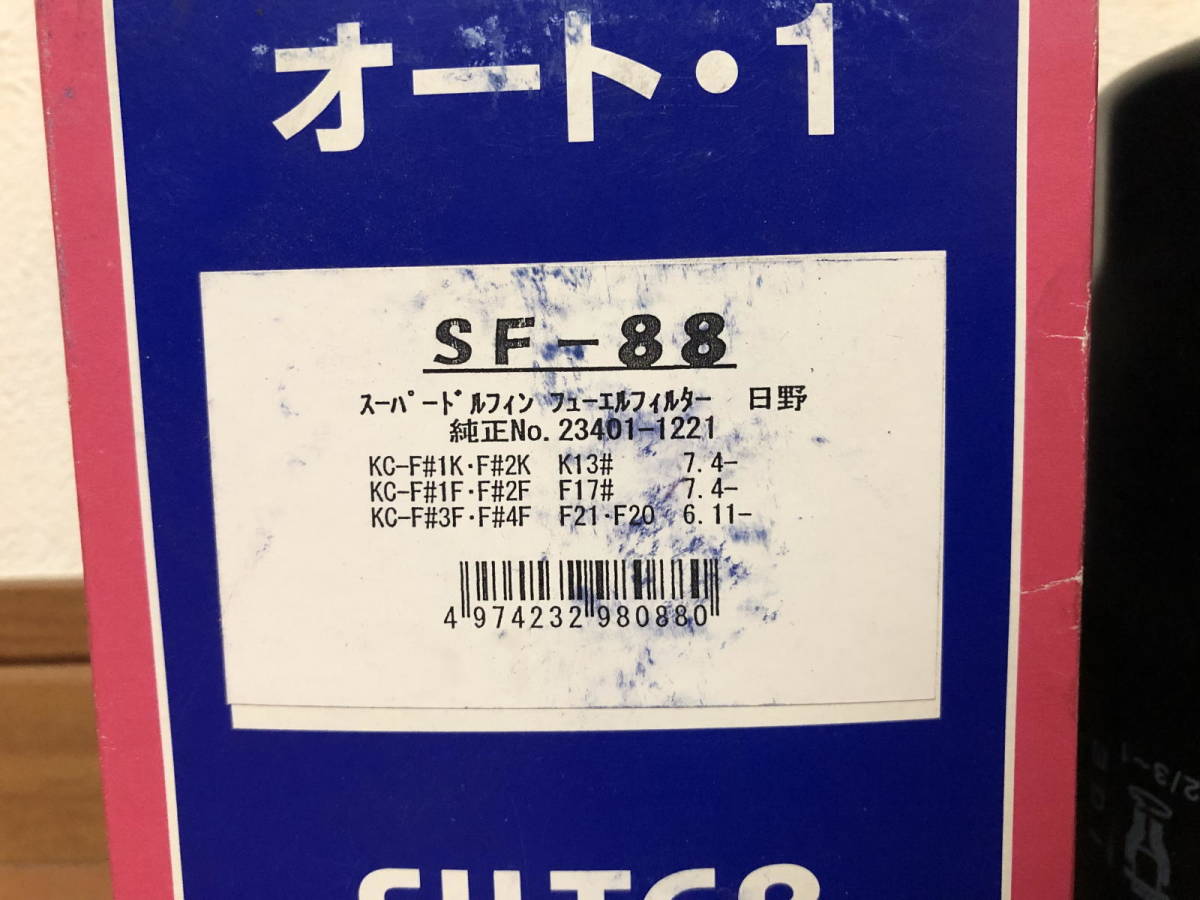 オート・1
SF-88
スーパードルフィン フューエルフィルター 日野
純正No. 23401-1221
KC-F#1K・F#2K K13# 7.4-
KC-F#1F・F#2F F17# 7.4-
KC-F#3F・F#4F F21・F20 6.11-
4 974232 980880